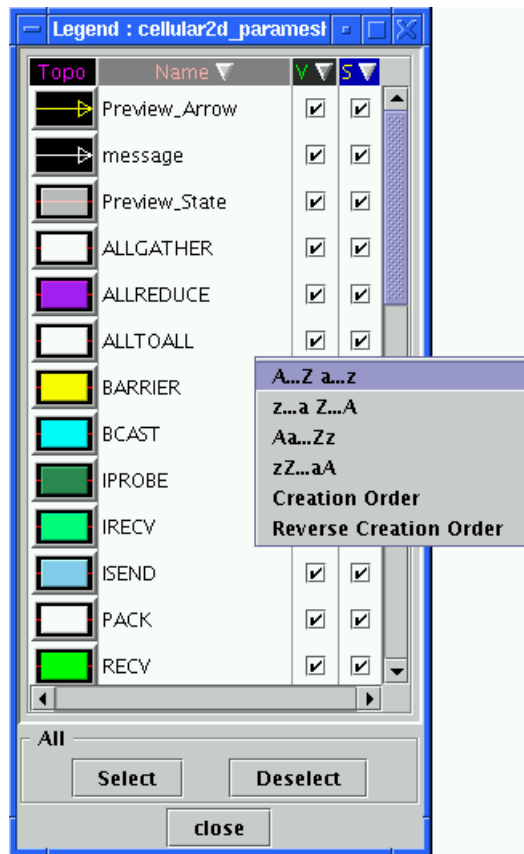 Legend : cellular2d_paramesh
Topo Name V S
Preview_Arrow
message
Preview_State
ALLGATHER
ALLREDUCE
ALLTOALL
BARRIER
BCAST
IPROBE
IRECV
ISEND
PACK
RECV
A...Z a...z
z...a Z...A
Aa...Zz
zZ...aA
Creation Order
Reverse Creation Order
All
Select Deselect
close